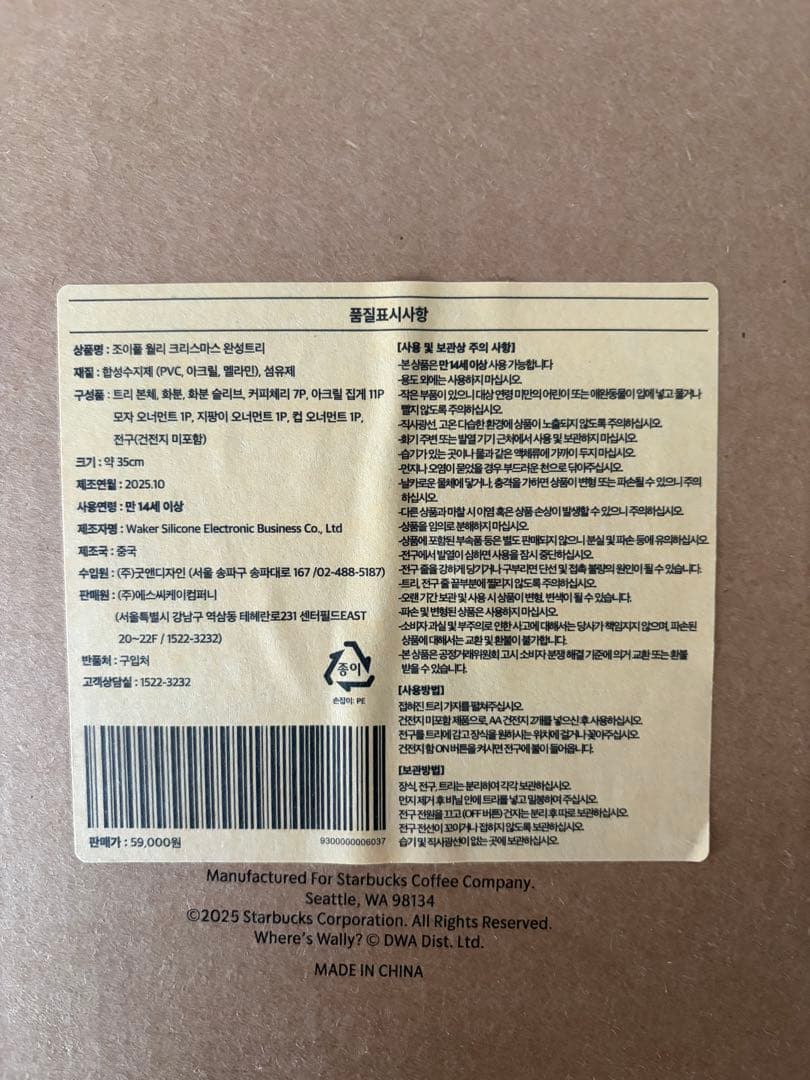 품질표시사항
상품명 : 조이풀 월리 크리스마스 완성트리
재질 : 합성수지제 (PVC, 아크릴, 멜라민), 섬유제
구성품 : 트리 본체, 화분, 화분 슬리브, 커피체리 7P, 아크릴 집게 11P
모자 오너먼트 1P, 지팡이 오너먼트 1P, 컵 오너먼트 1P,
전구(건전지 미포함)
크기 : 약 35cm
제조연월 : 2025.10
사용연령 : 만 14세 이상
제조자명 : Waker Silicone Electronic Business Co., Ltd
제조국 : 중국
수입원 : (주)굿앤디자인 (서울 송파구 송파대로 167 /02-488-5187)
판매원 : (주)에스씨케이컴퍼니
(서울특별시 강남구 역삼동 테헤란로231 센터필드EAST
20~22F / 1522-3232)
반품처 : 구입처
고객상담실 : 1522-3232
종이
손잡이: PE
판매가 : 59,000원
9300000006037
[사용 및 보관상 주의 사항]
-본 상품은 만 14세 이상 사용 가능합니다
-용도 외에는 사용하지 마십시오.
-작은 부품이 있으니 대상 연령 미만의 어린이 또는 애완동물이 입에 넣고 물거나
빨지 않도록 주의하십시오.
-직사광선, 고온 다습한 환경에 상품이 노출되지 않도록 주의하십시오.
-화기 주변 또는 발열 기기 근처에서 사용 및 보관하지 마십시오.
-습기가 있는 곳이나 물과 같은 액체류에 가까이 두지 마십시오.
-먼지나 오염이 묻었을 경우 부드러운 천으로 닦아주십시오.
-날카로운 물체에 닿거나, 충격을 가하면 상품이 변형 또는 파손될 수 있으니 주의
하십시오.
-다른 상품과 마찰 시 이염 혹은 상품 손상이 발생할 수 있으니 주의하십시오.
-상품을 임의로 분해하지 마십시오.
-상품에 포함된 부속품 등은 별도 판매되지 않으니 분실 및 파손 등에 유의하십시오.
-전구에서 발열이 심하면 사용을 잠시 중단하십시오.
-전구 줄을 강하게 당기거나 구부리면 단선 및 접촉 불량의 원인이 될 수 있습니다.
-트리, 전구 줄 끝부분에 찔리지 않도록 주의하십시오.
-오랜 기간 보관 및 사용 시 상품이 변형, 변색이 될 수 있습니다.
-파손 및 변형된 상품은 사용하지 마십시오.
-소비자 과실 및 부주의로 인한 사고에 대해서는 당사가 책임지지 않으며, 파손된
상품에 대해서는 교환 및 환불이 불가합니다.
-본 상품은 공정거래위원회 고시 소비자 분쟁 해결 기준에 의거 교환 또는 환불
받을 수 있습니다.
[사용방법]
접혀진 트리 가지를 펼쳐주십시오.
건전지 미포함 제품으로, AA 건전지 2개를 넣으신 후 사용하십시오.
전구를 트리에 감고 장식을 원하시는 위치에 걸거나 꽂아주십시오.
건전지 함 ON 버튼을 켜시면 전구에 불이 들어옵니다.
[보관방법]
장식, 전구, 트리는 분리하여 각각 보관하십시오.
먼지 제거 후 비닐 안에 트리를 넣고 밀봉하여 주십시오.
전구 전원을 끄고 (OFF 버튼) 건지는 분리 후 따로 보관하십시오.
전구 전선이 꼬이거나 접히지 않도록 보관하십시오.
습기 및 직사광선이 없는 곳에 보관하십시오.
Manufactured For Starbucks Coffee Company.
Seattle, WA 98134
©2025 Starbucks Corporation. All Rights Reserved.
Where's Wally? © DWA Dist. Ltd.
MADE IN CHINA